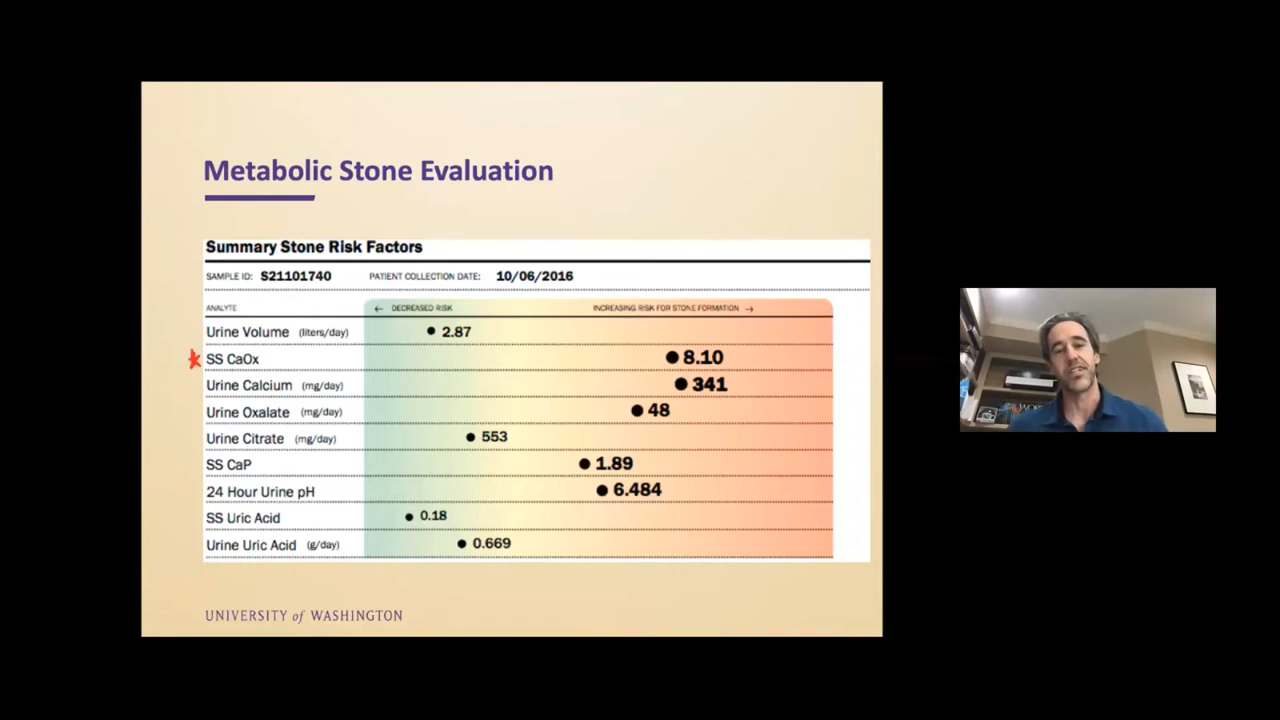 Metabolic Stone Evaluation
Summary Stone Risk Factors
SAMPLE ID: S21101740 PATIENT COLLECTION DATE: 10/06/2016
ANALYTE ← DECREASED RISK INCREASING RISK FOR STONE FORMATION →
Urine Volume (liters/day) 2.87
SS CaOx 8.10
Urine Calcium (mg/day) 341
Urine Oxalate (mg/day) 48
Urine Citrate (mg/day) 553
SS CaP 1.89
24 Hour Urine pH 6.484
SS Uric Acid 0.18
Urine Uric Acid (g/day) 0.669
UNIVERSITY of WASHINGTON